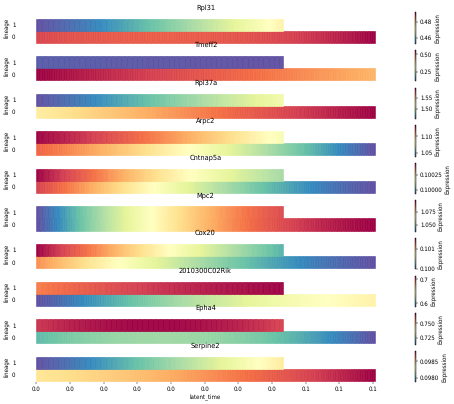 Rpl31
lineage 1 0 0.48 0.46 Expression
Tmeff2
lineage 1 0 0.50 0.25 Expression
Rpl37a
lineage 1 0 1.55 1.50 Expression
Arpc2
lineage 1 0 1.10 1.05 Expression
Cntnap5a
lineage 1 0 0.10025 0.10000 Expression
Mpc2
lineage 1 0 1.075 1.050 Expression
Cox20
lineage 1 0 0.101 0.100 Expression
2010300C02Rik
lineage 1 0 0.7 0.6 Expression
Epha4
lineage 1 0 0.750 0.725 Expression
Serpine2
lineage 1 0 0.0985 0.0980 Expression
0.0 0.0 0.0 0.0 0.0 0.0 0.0 0.1 0.1 0.1
latent_time